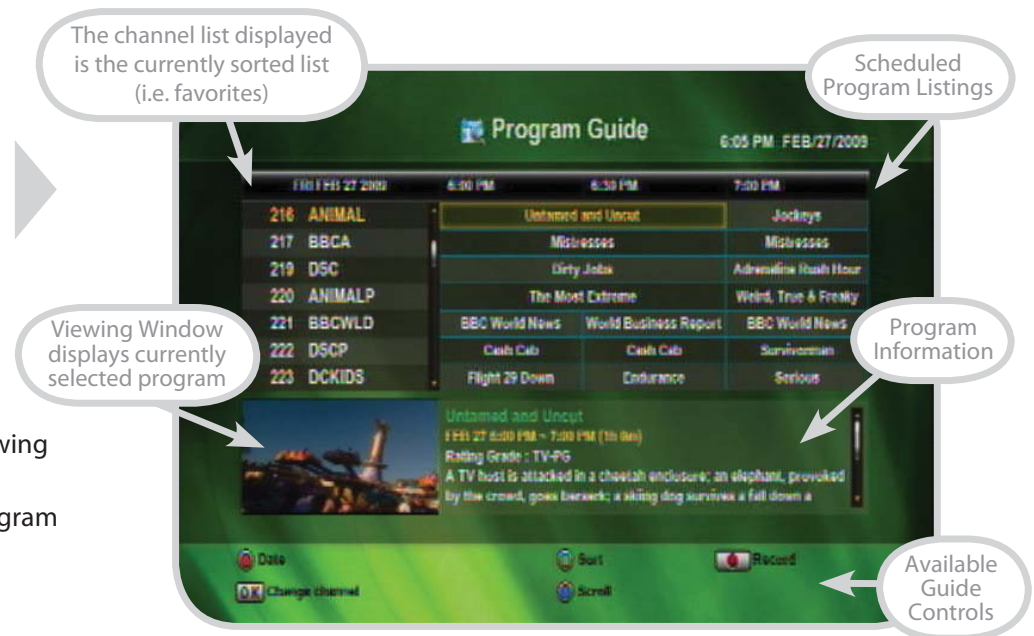 The channel list displayed
is the currently sorted list
(i.e. favorites)
Scheduled
Program Listings
Program Guide
6:05 PM FEB/27/2009
FRI FEB 27 2009 6:00 PM 6:30 PM 7:00 PM
216 ANIMAL Untamed and Uncut Jockeys
217 BBCA Mistresses Mistresses
219 DSC Dirty Jobs Adrenaline Rush Hour
220 ANIMALP The Most Extreme Weird, True & Freaky
221 BBCWLD BBC World News World Business Report BBC World News
222 DSCP Cash Cab Cash Cab Survivorman
223 DCKIDS Flight 29 Down Endurance Serious
Viewing Window
displays currently
selected program
Program
Information
wing
gram
Untamed and Uncut
FEB 27 6:00 PM ~ 7:00 PM (1h 0m)
Rating Grade : TV-PG
A TV host is attacked in a cheetah enclosure; an elephant, provoked
by the crowd, goes berserk; a skiing dog survives a fall down a
Date Sort Record
OK Change channel Scroll
Available
Guide
Controls